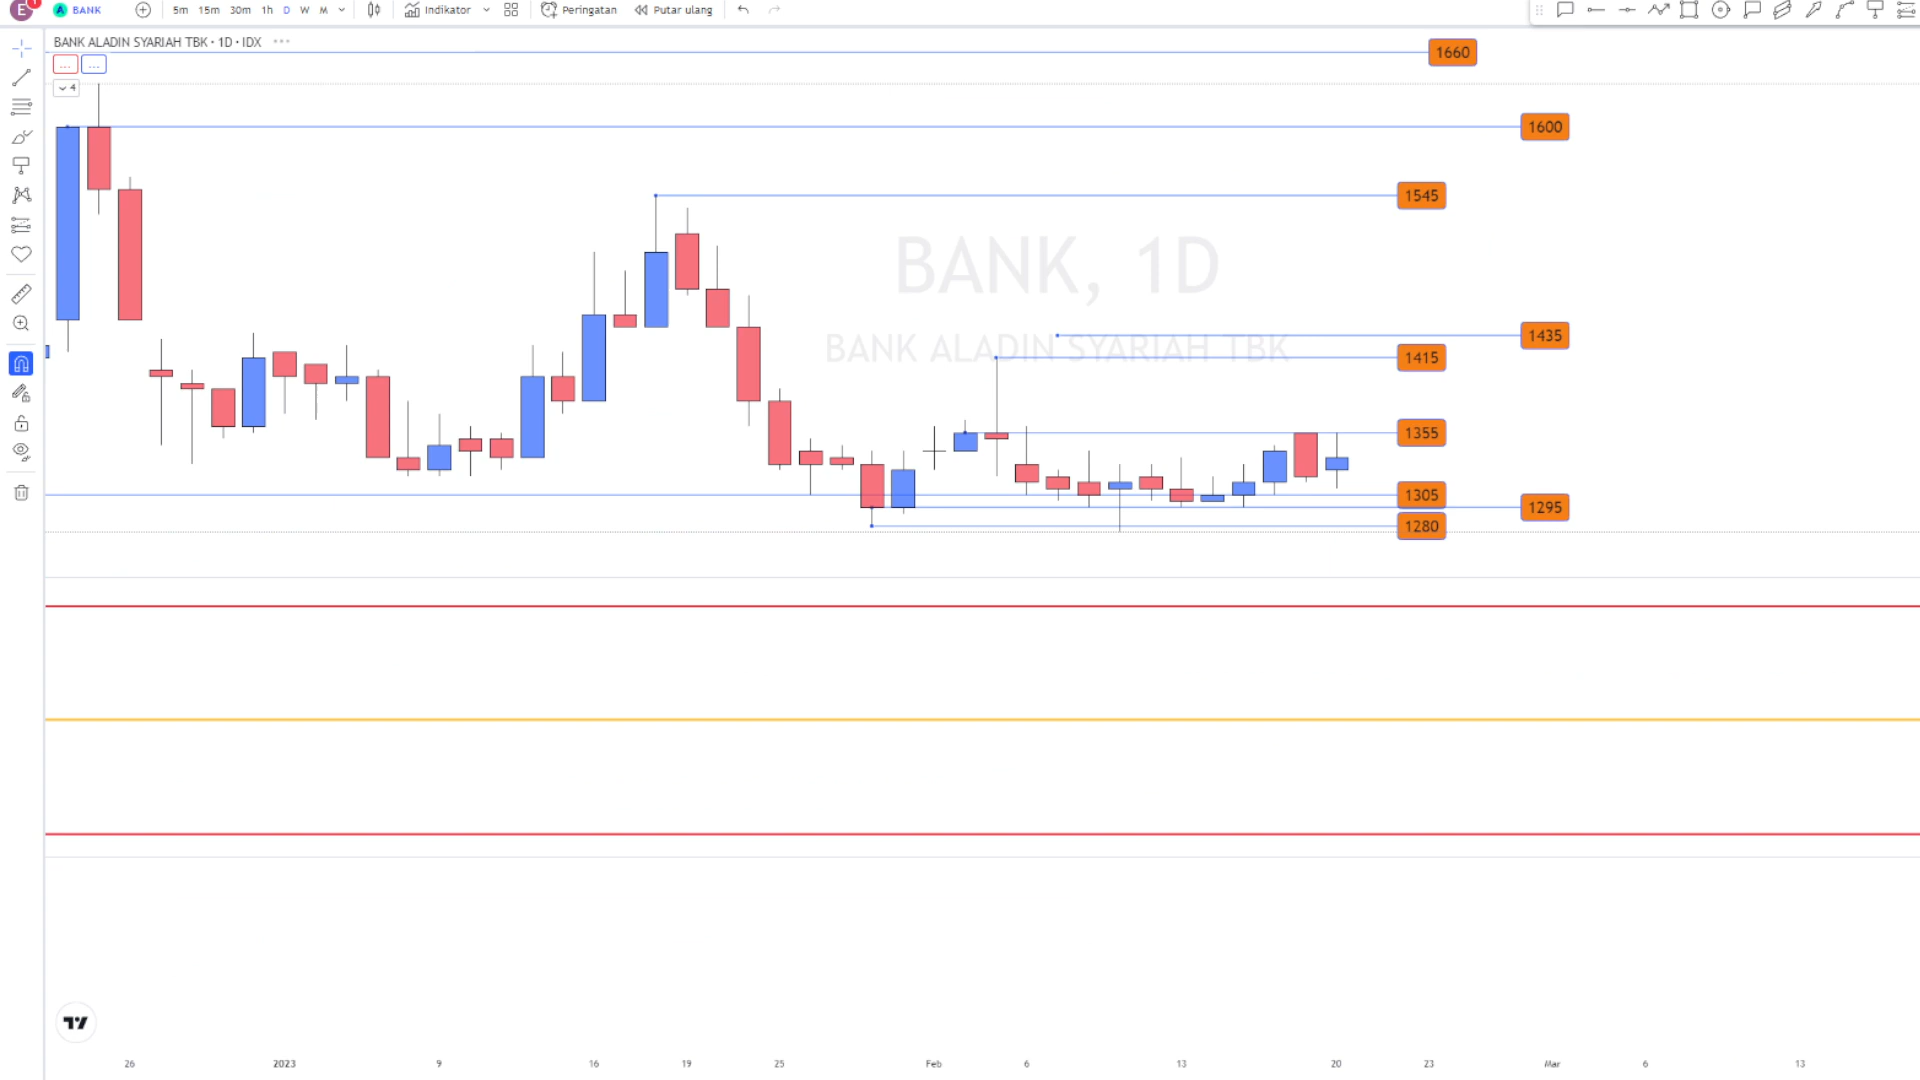 E 1 A BANK 5m 15m 30m 1h D W M Indikator Peringatan Putar ulang
BANK ALADIN SYARIAH TBK · 1D · IDX ···
... ...
4
1660
1600
1545
BANK, 1D
BANK ALADIN SYARIAH TBK
1435
1415
1355
1305
1295
1280
26 2023 9 16 19 25 Feb 6 13 20 23 Mar 6 13